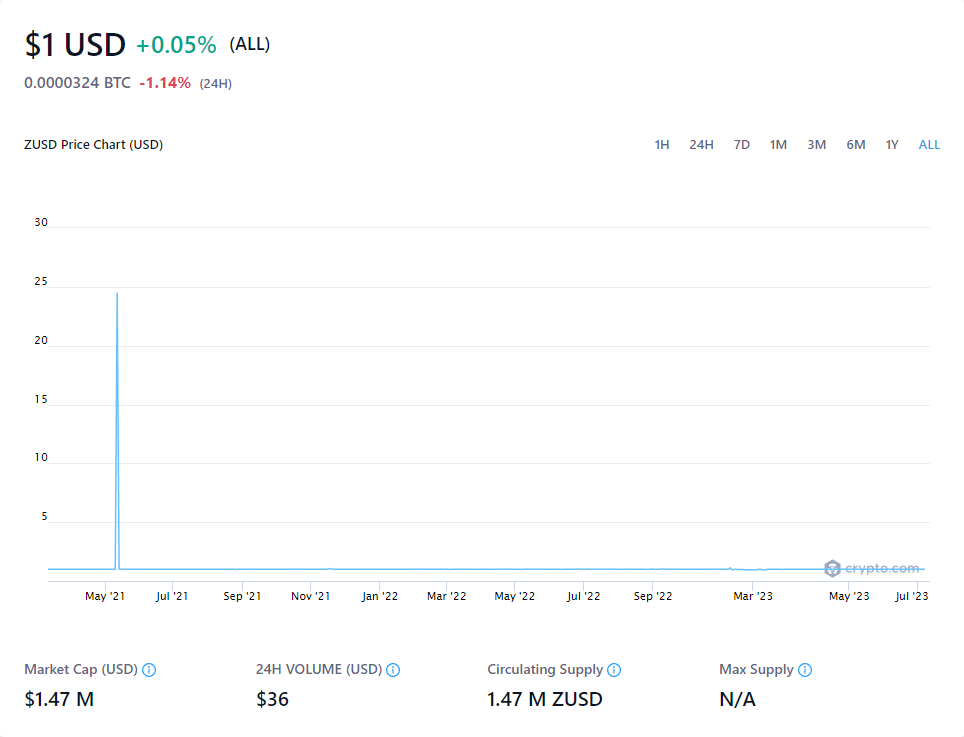 $1 USD +0.05% (ALL)
0.0000324 BTC -1.14% (24H)
ZUSD Price Chart (USD) 1H 24H 7D 1M 3M 6M 1Y ALL
30
25
20
15
10
5
crypto.com
May '21 Jul '21 Sep '21 Nov '21 Jan '22 Mar '22 May '22 Jul '22 Sep '22 Mar '23 May '23 Jul '23
Market Cap (USD) 24H VOLUME (USD) Circulating Supply Max Supply
$1.47 M $36 1.47 M ZUSD N/A